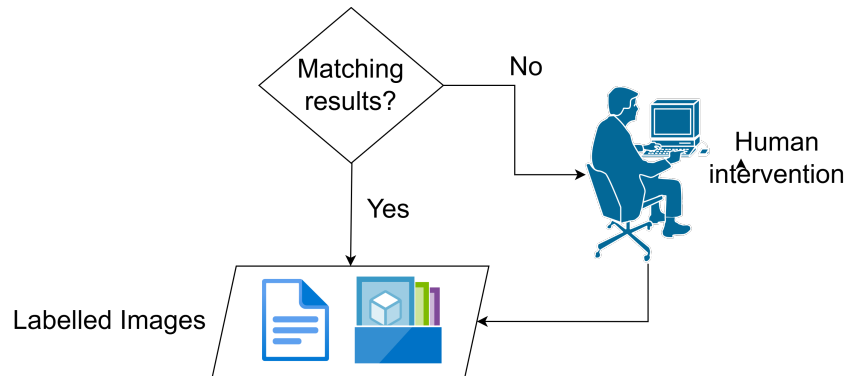 Matching
results?
No
Human
intervention
Yes
Labelled Images